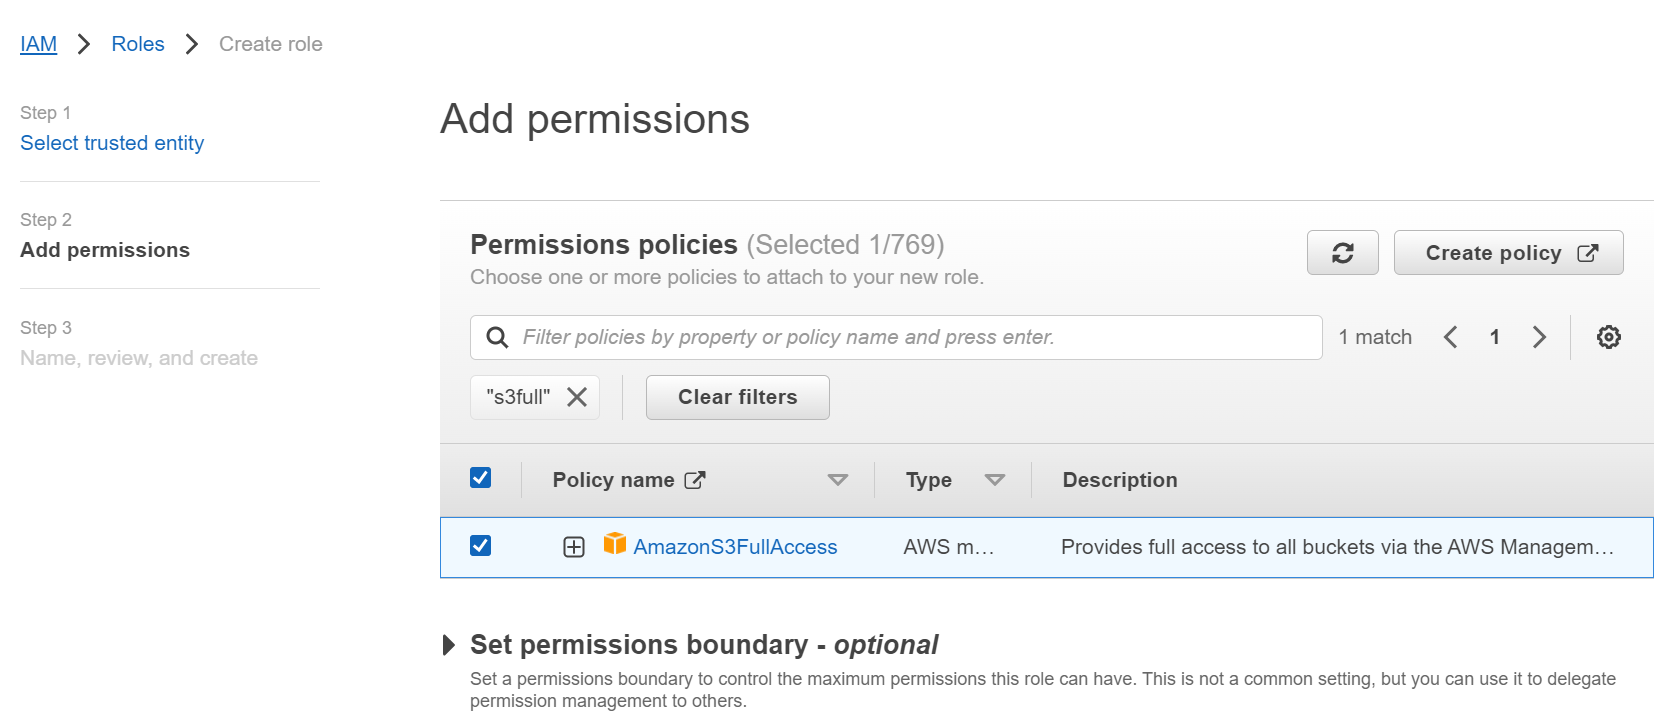 IAM > Roles > Create role
Step 1
Select trusted entity
Step 2
Add permissions
Step 3
Name, review, and create
Add permissions
Permissions policies (Selected 1/769)
Choose one or more policies to attach to your new role.
Create policy
Filter policies by property or policy name and press enter.
1 match
1
"s3full"
Clear filters
Policy name
Type
Description
AmazonS3FullAccess
AWS m...
Provides full access to all buckets via the AWS Managem...
Set permissions boundary - optional
Set a permissions boundary to control the maximum permissions this role can have. This is not a common setting, but you can use it to delegate
permission management to others.